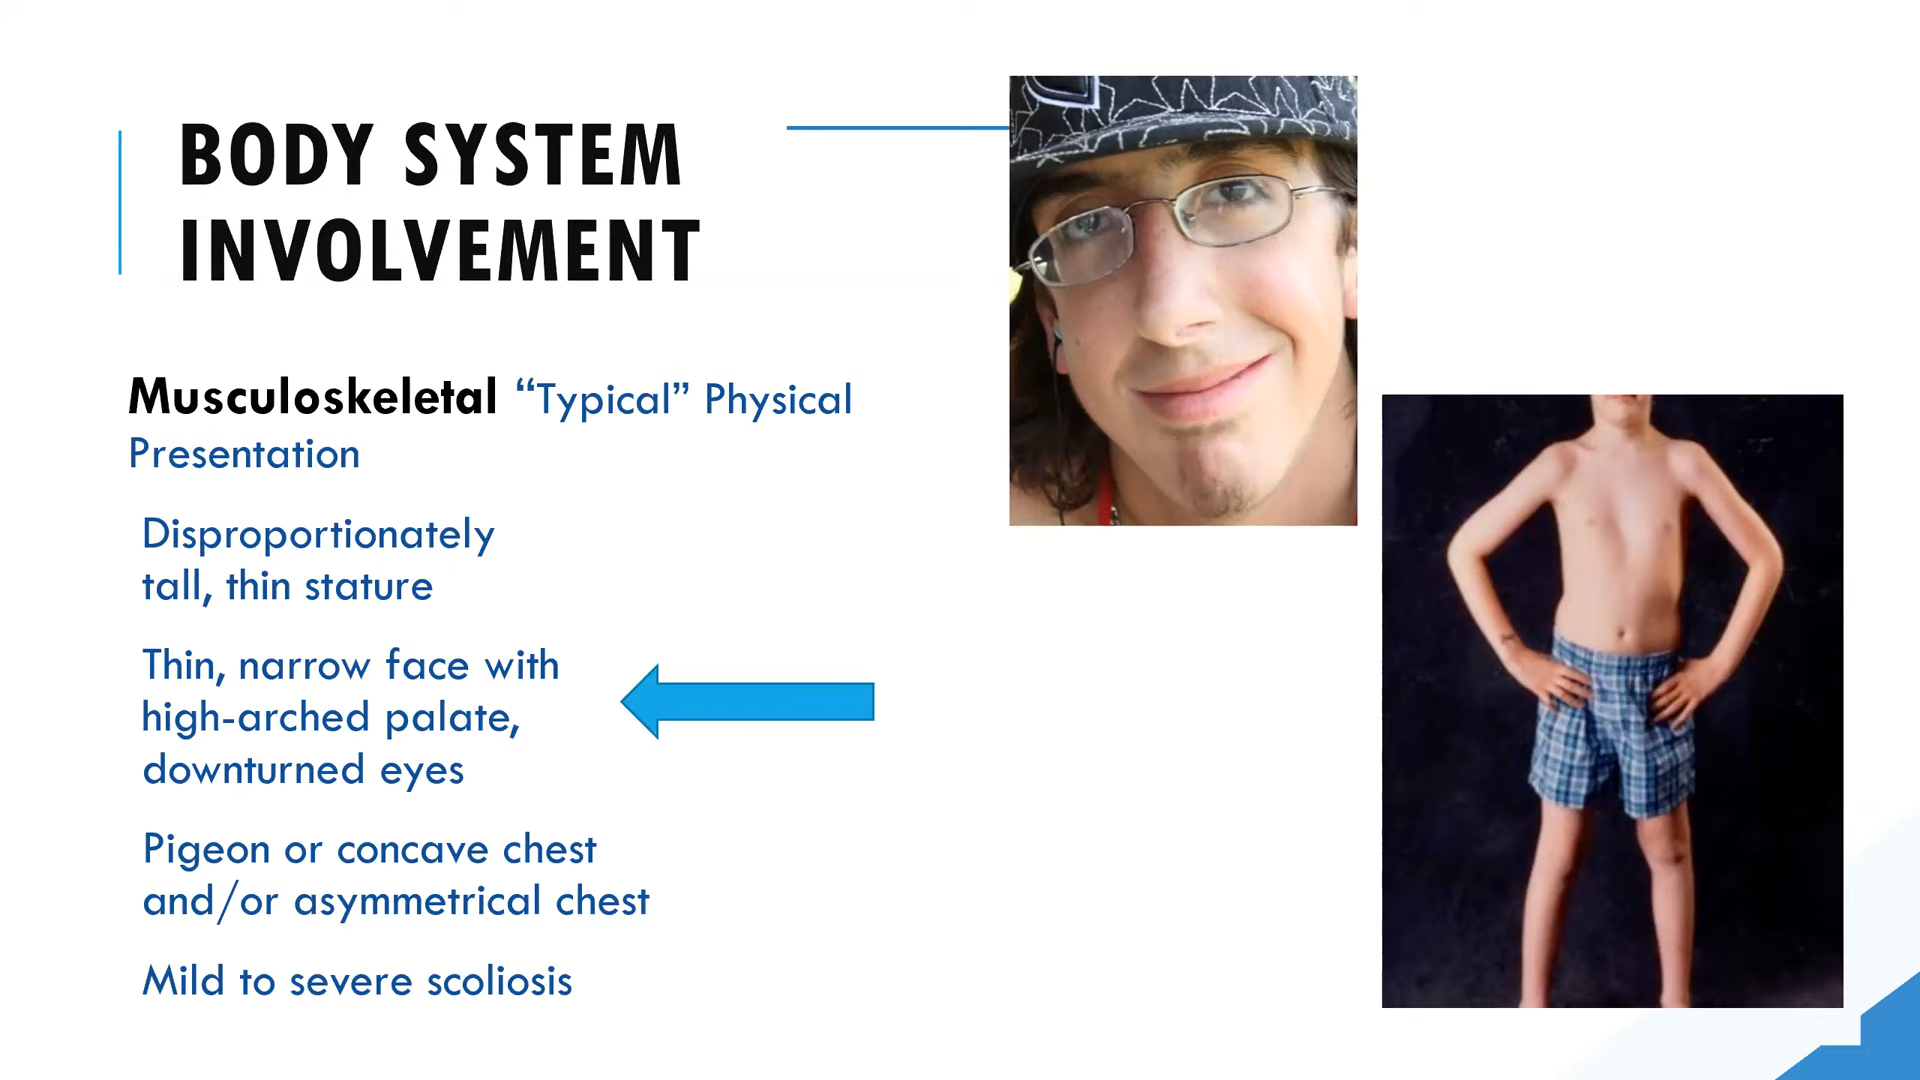 BODY SYSTEM
INVOLVEMENT
Musculoskeletal “Typical” Physical
Presentation
Disproportionately
tall, thin stature
Thin, narrow face with
high-arched palate,
downturned eyes
Pigeon or concave chest
and/or asymmetrical chest
Mild to severe scoliosis